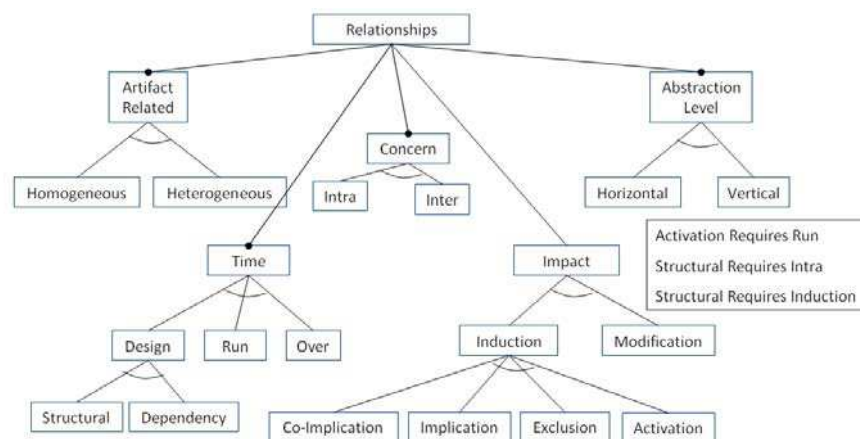 Relationships
Artifact
Related
Abstraction
Level
Concern
Homogeneous
Heterogeneous
Intra
Inter
Horizontal
Vertical
Activation Requires Run
Structural Requires Intra
Structural Requires Induction
Time
Impact
Design
Run
Over
Induction
Modification
Structural
Dependency
Co-Implication
Implication
Exclusion
Activation